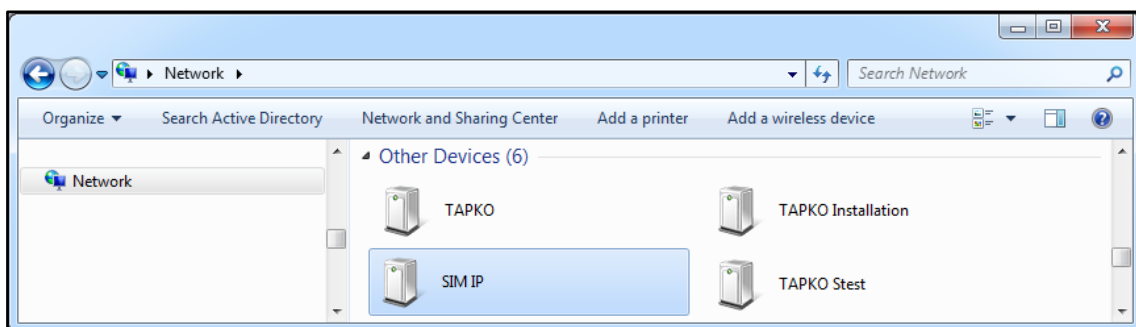 Network
Search Network
Organize Search Active Directory Network and Sharing Center Add a printer Add a wireless device
Network
Other Devices (6)
TAPKO TAPKO Installation
SIM IP TAPKO Stest